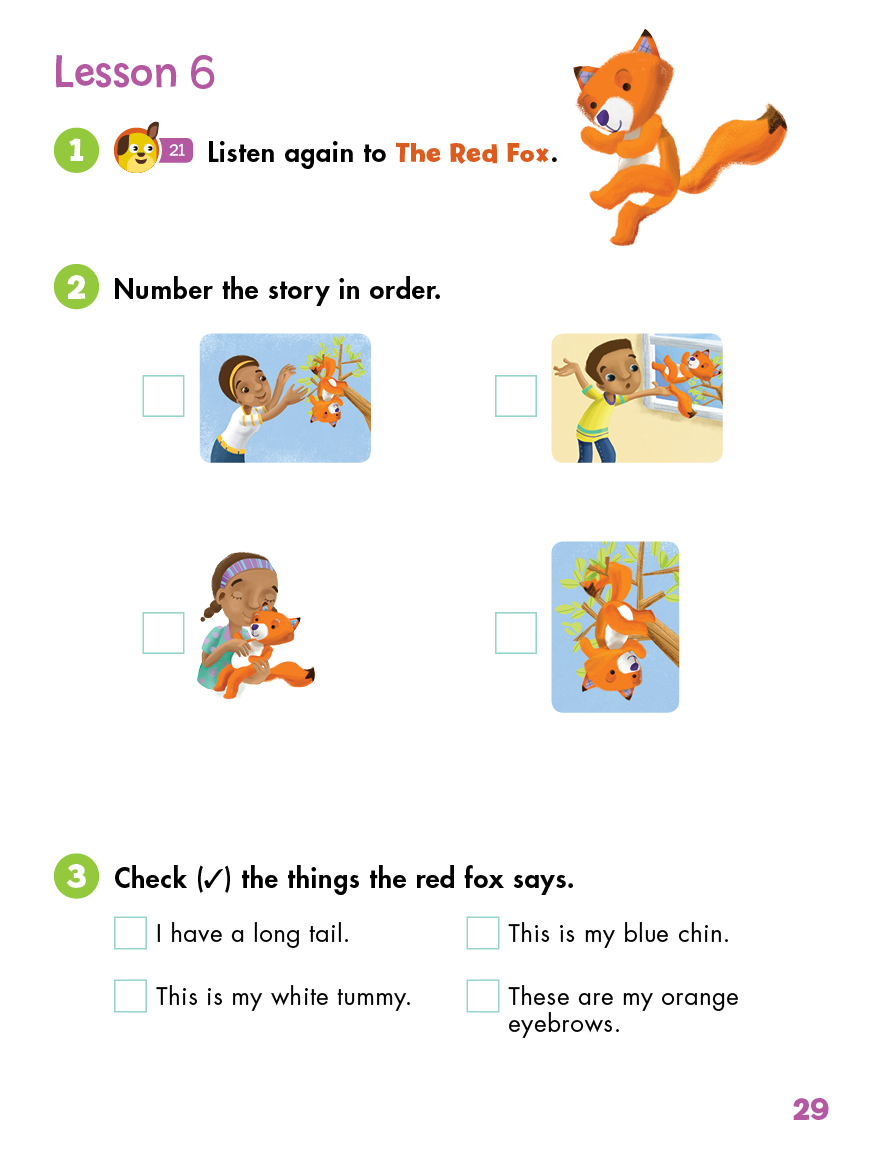 Lesson 6
1 21 Listen again to The Red Fox.
2 Number the story in order.
3 Check (✓) the things the red fox says.
I have a long tail.
This is my blue chin.
This is my white tummy.
These are my orange
eyebrows.
29